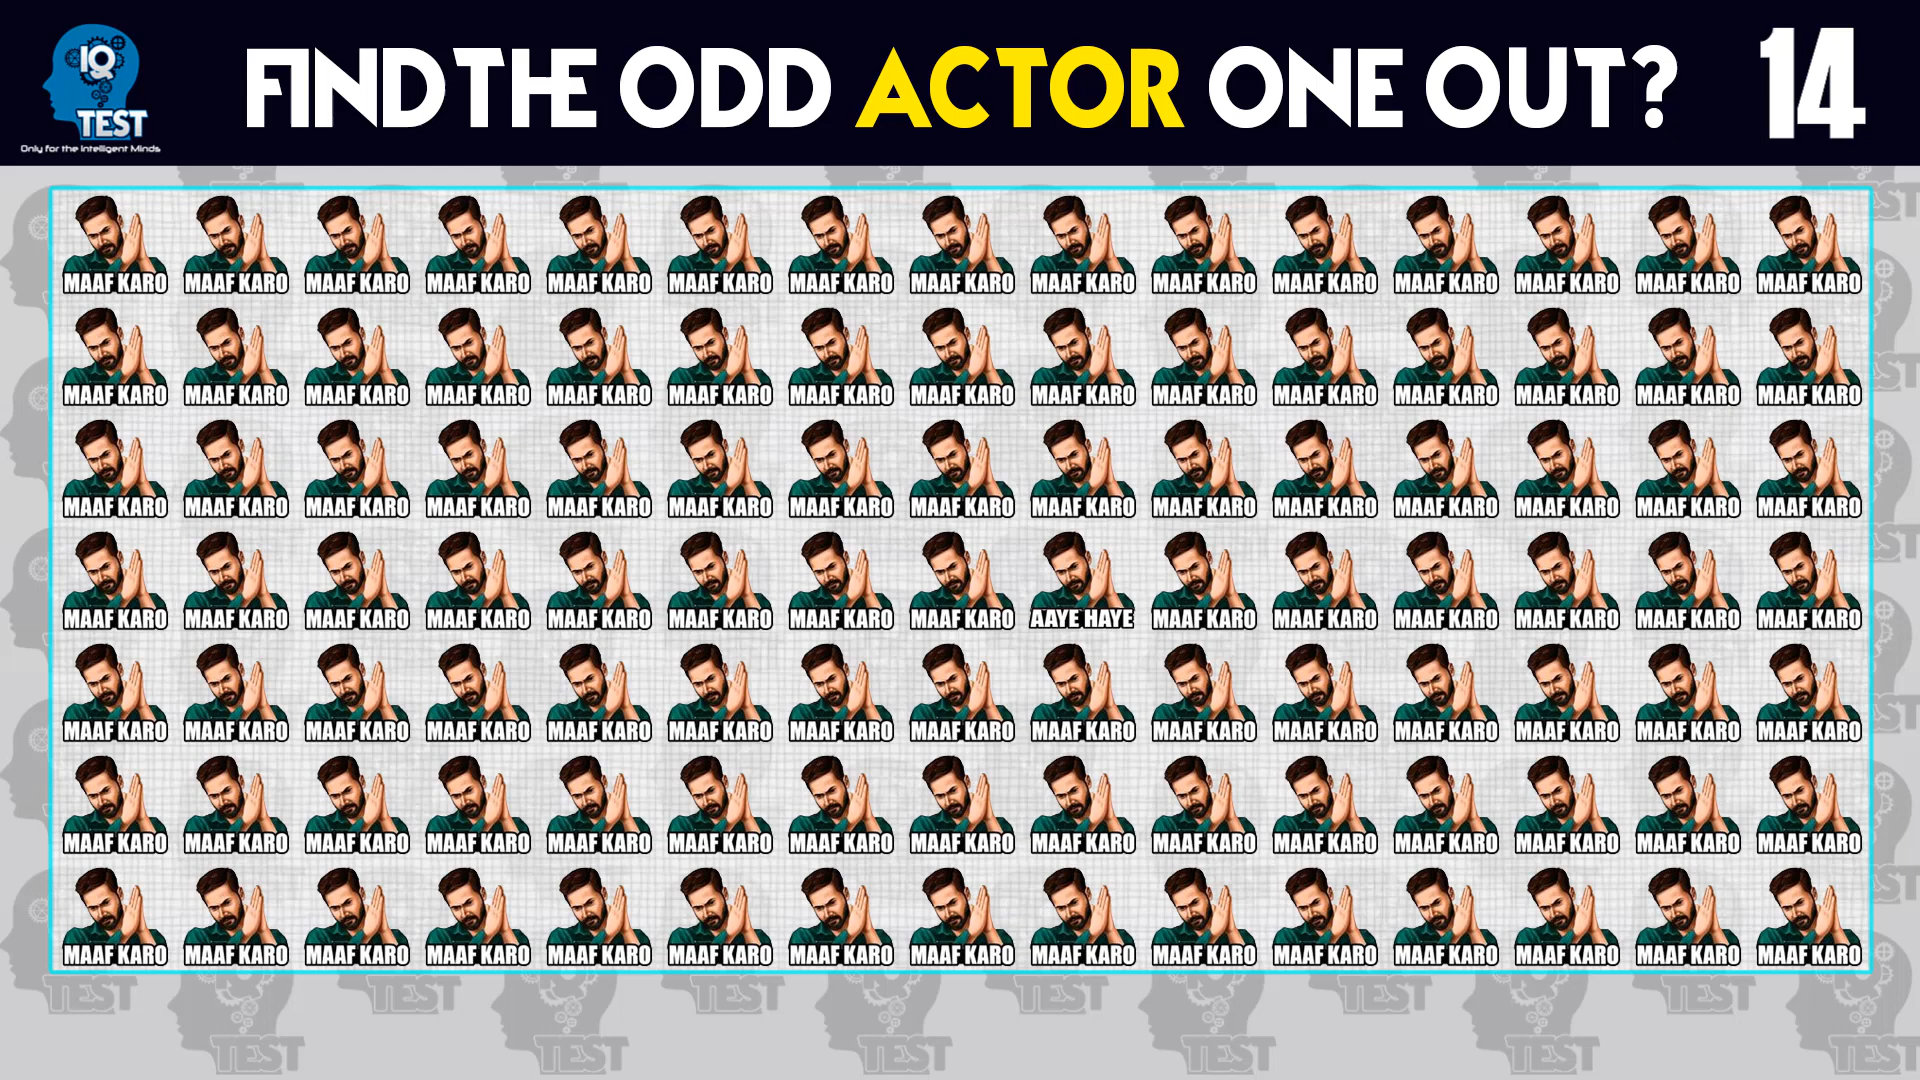 IQ
TEST
Only for the Intelligent Minds
FIND THE ODD ACTOR ONE OUT?
14
MAAF KARO MAAF KARO MAAF KARO MAAF KARO MAAF KARO MAAF KARO MAAF KARO MAAF KARO MAAF KARO MAAF KARO MAAF KARO MAAF KARO MAAF KARO MAAF KARO MAAF KARO
MAAF KARO MAAF KARO MAAF KARO MAAF KARO MAAF KARO MAAF KARO MAAF KARO MAAF KARO MAAF KARO MAAF KARO MAAF KARO MAAF KARO MAAF KARO MAAF KARO MAAF KARO
MAAF KARO MAAF KARO MAAF KARO MAAF KARO MAAF KARO MAAF KARO MAAF KARO MAAF KARO MAAF KARO MAAF KARO MAAF KARO MAAF KARO MAAF KARO MAAF KARO MAAF KARO
MAAF KARO MAAF KARO MAAF KARO MAAF KARO MAAF KARO MAAF KARO MAAF KARO MAAF KARO AAYE HAYE MAAF KARO MAAF KARO MAAF KARO MAAF KARO MAAF KARO MAAF KARO
MAAF KARO MAAF KARO MAAF KARO MAAF KARO MAAF KARO MAAF KARO MAAF KARO MAAF KARO MAAF KARO MAAF KARO MAAF KARO MAAF KARO MAAF KARO MAAF KARO MAAF KARO
MAAF KARO MAAF KARO MAAF KARO MAAF KARO MAAF KARO MAAF KARO MAAF KARO MAAF KARO MAAF KARO MAAF KARO MAAF KARO MAAF KARO MAAF KARO MAAF KARO MAAF KARO
MAAF KARO MAAF KARO MAAF KARO MAAF KARO MAAF KARO MAAF KARO MAAF KARO MAAF KARO MAAF KARO MAAF KARO MAAF KARO MAAF KARO MAAF KARO MAAF KARO MAAF KARO
TEST TEST TEST TEST TEST TEST
TEST TEST TEST TEST TEST